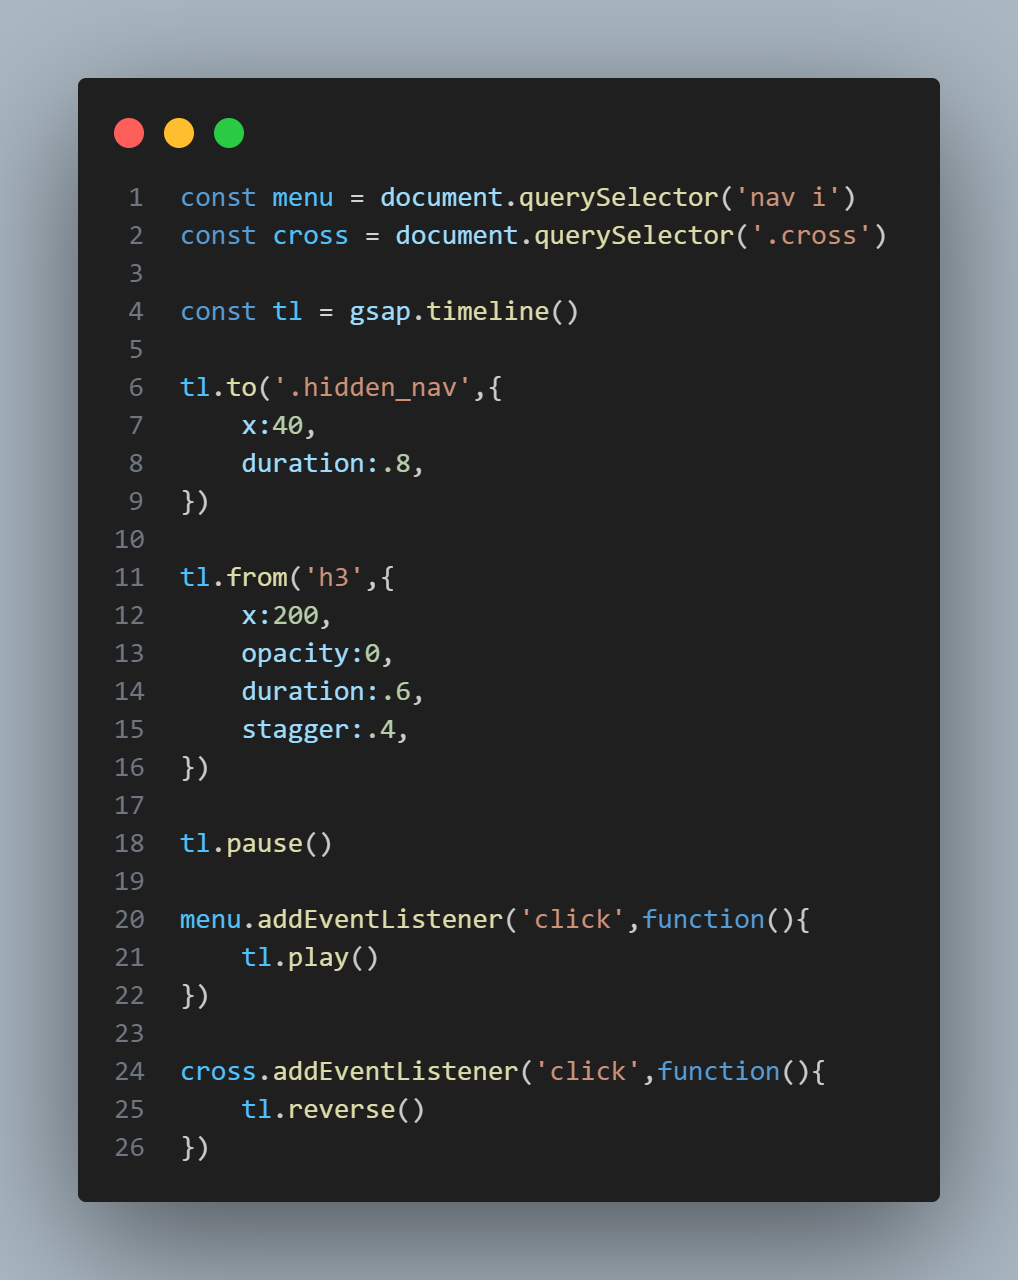 1 const menu = document.querySelector('nav i')
2 const cross = document.querySelector('.cross')
3
4 const tl = gsap.timeline()
5
6 tl.to('.hidden_nav',{
7     x:40,
8     duration:.8,
9 })
10
11 tl.from('h3',{
12     x:200,
13     opacity:0,
14     duration:.6,
15     stagger:.4,
16 })
17
18 tl.pause()
19
20 menu.addEventListener('click',function(){
21     tl.play()
22 })
23
24 cross.addEventListener('click',function(){
25     tl.reverse()
26 })